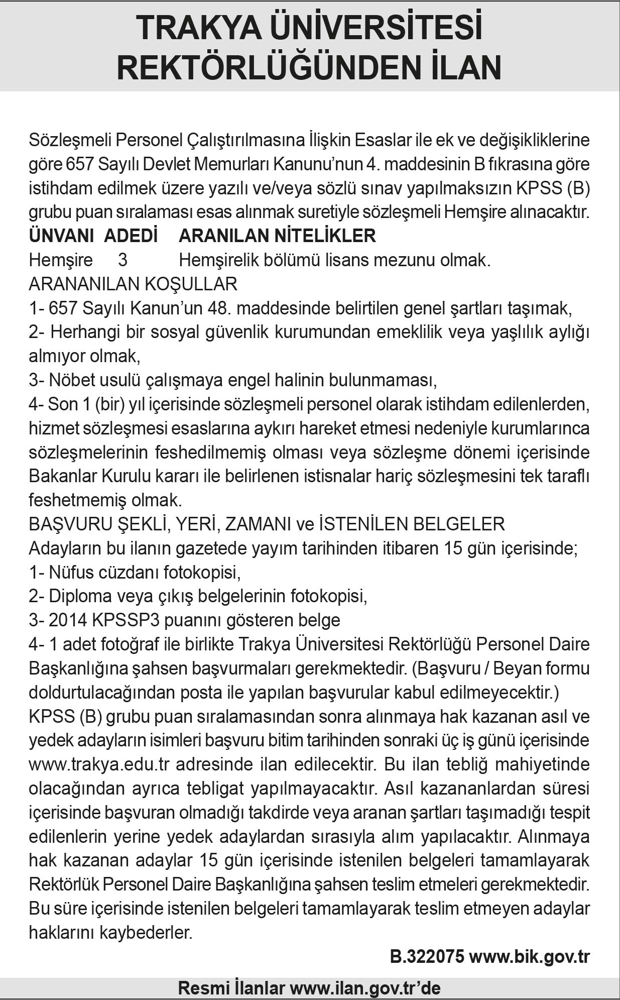 TRAKYA ÜNİVERSİTESİ
REKTÖRLÜĞÜNDEN İLAN
Sözleşmeli Personel Çalıştırılmasına İlişkin Esaslar ile ek ve değişikliklerine
göre 657 Sayılı Devlet Memurları Kanunu’nun 4. maddesinin B fıkrasına göre
istihdam edilmek üzere yazılı ve/veya sözlü sınav yapılmaksızın KPSS (B)
grubu puan sıralaması esas alınmak suretiyle sözleşmeli Hemşire alınacaktır.
ÜNVANI ADEDİ ARANILAN NİTELİKLER
Hemşire 3 Hemşirelik bölümü lisans mezunu olmak.
ARANANILAN KOŞULLAR
1- 657 Sayılı Kanun’un 48. maddesinde belirtilen genel şartları taşımak,
2- Herhangi bir sosyal güvenlik kurumundan emeklilik veya yaşlılık aylığı
almıyor olmak,
3- Nöbet usulü çalışmaya engel halinin bulunmaması,
4- Son 1 (bir) yıl içerisinde sözleşmeli personel olarak istihdam edilenlerden,
hizmet sözleşmesi esaslarına aykırı hareket etmesi nedeniyle kurumlarınca
sözleşmelerinin feshedilmemiş olması veya sözleşme dönemi içerisinde
Bakanlar Kurulu kararı ile belirlenen istisnalar hariç sözleşmesini tek taraflı
feshetmemiş olmak.
BAŞVURU ŞEKLİ, YERİ, ZAMANI ve İSTENİLEN BELGELER
Adayların bu ilanın gazetede yayım tarihinden itibaren 15 gün içerisinde;
1- Nüfus cüzdanı fotokopisi,
2- Diploma veya çıkış belgelerinin fotokopisi,
3- 2014 KPSSP3 puanını gösteren belge
4- 1 adet fotoğraf ile birlikte Trakya Üniversitesi Rektörlüğü Personel Daire
Başkanlığına şahsen başvurmaları gerekmektedir. (Başvuru / Beyan formu
doldurtulacağından posta ile yapılan başvurular kabul edilmeyecektir.)
KPSS (B) grubu puan sıralamasından sonra alınmaya hak kazanan asıl ve
yedek adayların isimleri başvuru bitim tarihinden sonraki üç iş günü içerisinde
www.trakya.edu.tr adresinde ilan edilecektir. Bu ilan tebliğ mahiyetinde
olacağından ayrıca tebligat yapılmayacaktır. Asıl kazananlardan süresi
içerisinde başvuran olmadığı takdirde veya aranan şartları taşımadığı tespit
edilenlerin yerine yedek adaylardan sırasıyla alım yapılacaktır. Alınmaya
hak kazanan adaylar 15 gün içerisinde istenilen belgeleri tamamlayarak
Rektörlük Personel Daire Başkanlığına şahsen teslim etmeleri gerekmektedir.
Bu süre içerisinde istenilen belgeleri tamamlayarak teslim etmeyen adaylar
haklarını kaybederler.
B.322075 www.bik.gov.tr
Resmi İlanlar www.ilan.gov.tr’de